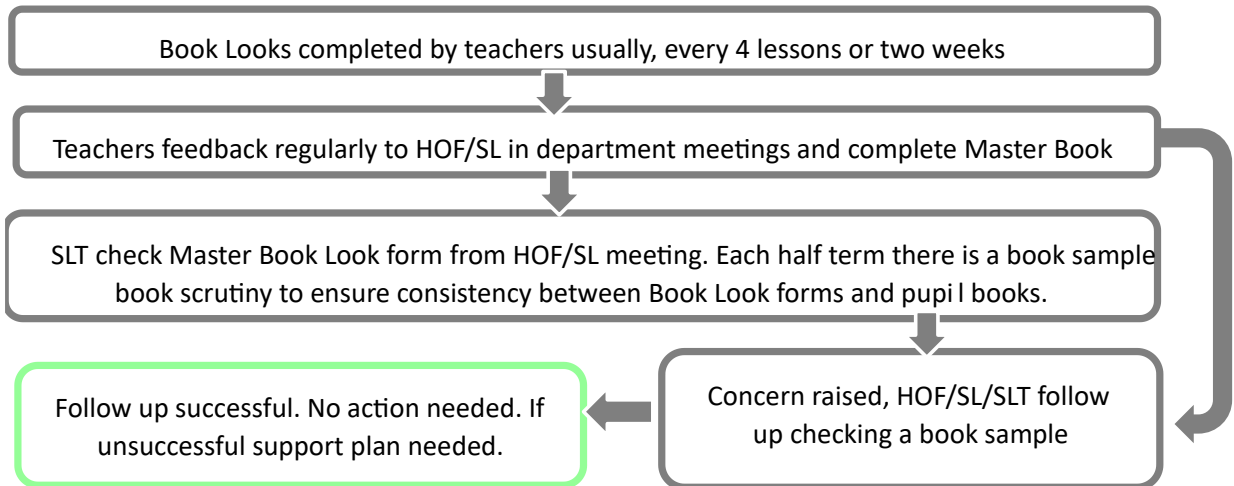 Book Looks completed by teachers usually, every 4 lessons or two weeks
Teachers feedback regularly to HOF/SL in department meetings and complete Master Book
SLT check Master Book Look form from HOF/SL meeting. Each half term there is a book sample
book scrutiny to ensure consistency between Book Look forms and pupil books.
Concern raised, HOF/SL/SLT follow
up checking a book sample
Follow up successful. No action needed. If
unsuccessful support plan needed.